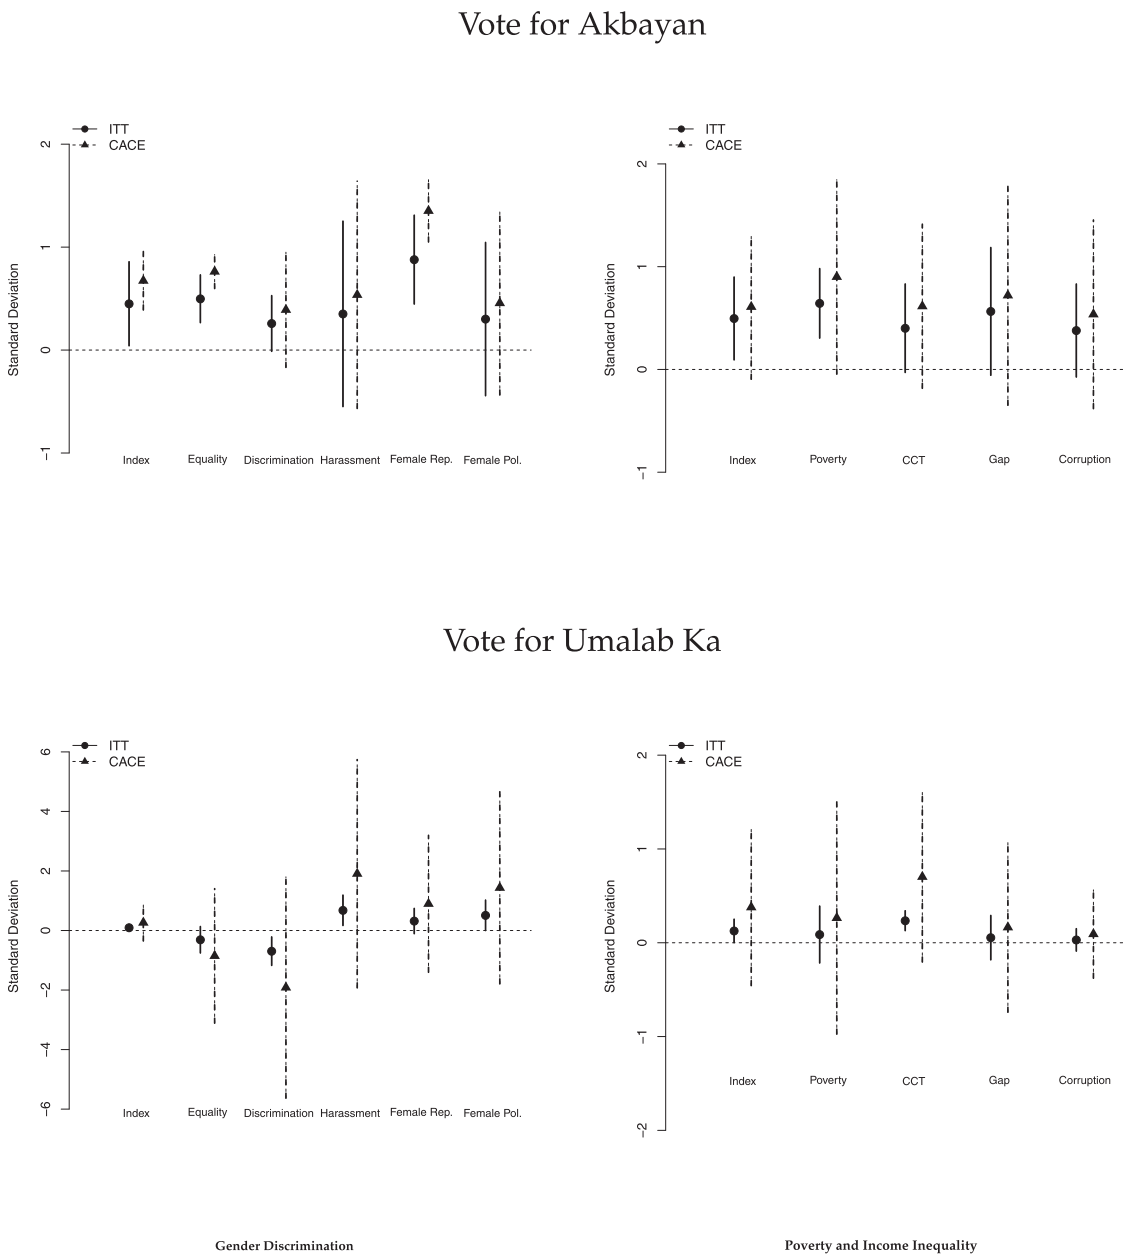 Vote for Akbayan
ITT
CACE
Standard Deviation
2
1
0
−1
Index Equality Discrimination Harassment Female Rep. Female Pol.
ITT
CACE
Standard Deviation
2
1
0
−1
Index Poverty CCT Gap Corruption
Vote for Umalab Ka
ITT
CACE
Standard Deviation
6
4
2
0
−2
−4
−6
Index Equality Discrimination Harassment Female Rep. Female Pol.
ITT
CACE
Standard Deviation
2
1
0
−1
−2
Index Poverty CCT Gap Corruption
Gender Discrimination
Poverty and Income Inequality